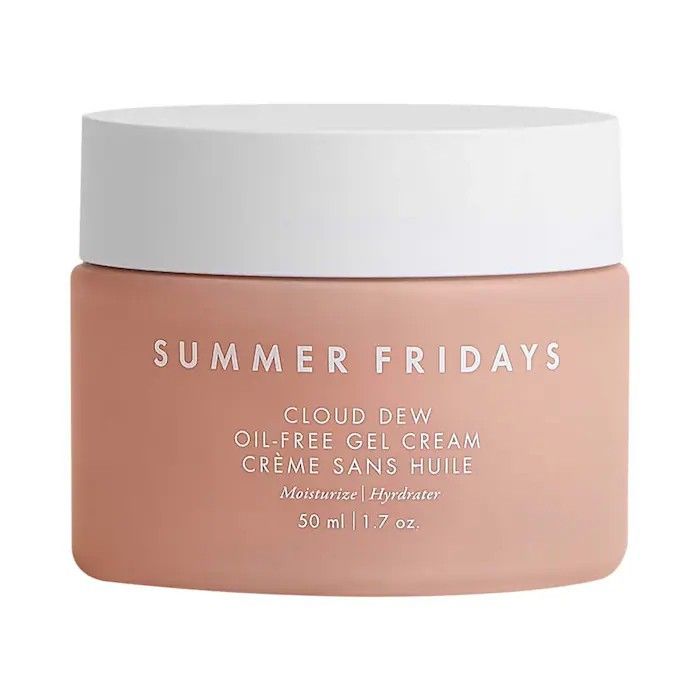 SUMMER FRIDAYS
CLOUD DEW
OIL-FREE GEL CREAM
CRÈME SANS HUILE
Moisturize | Hyrdrater
50 ml | 1.7 oz.